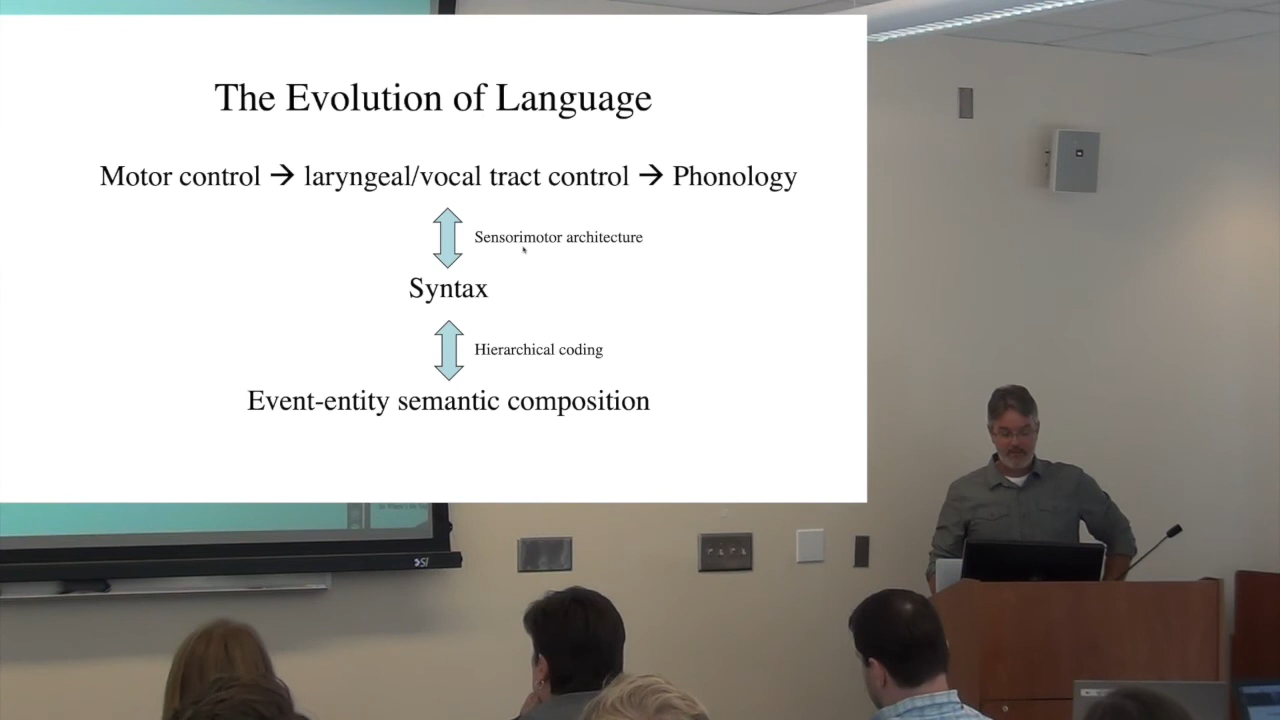 The Evolution of Language
Motor control → laryngeal/vocal tract control → Phonology
Sensorimotor architecture
Syntax
Hierarchical coding
Event-entity semantic composition